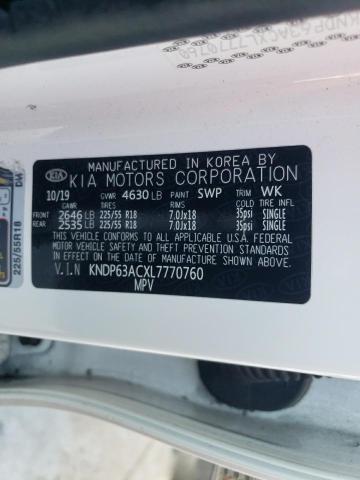 KNDP63ACXL7770760
MANUFACTURED IN KOREA BY
KIA KIA MOTORS CORPORATION
10/19 GVWR 4630 LB PAINT SWP TRIM WK
TIRES RIMS COLD TIRE INFL
FRONT 2646 LB 225/55 R18 7.0Jx18 35psi SINGLE
REAR 2535 LB 225/55 R18 7.0Jx18 35psi SINGLE
THIS VEHICLE CONFORMS TO ALL APPLICABLE
U.S.A. FEDERAL MOTOR VEHICLE
SAFETY AND THEFT PREVENTION STANDARDS
IN EFFECT ON THE DATE OF
MANUFACTURE SHOWN ABOVE.
V.I.N KNDP63ACXL7770760
MPV
225/55R18
DW